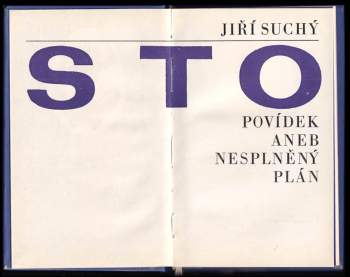 JIŘÍ SUCHÝ
STO
POVÍDEK
ANEB
NESPLNĚNÝ
PLÁN